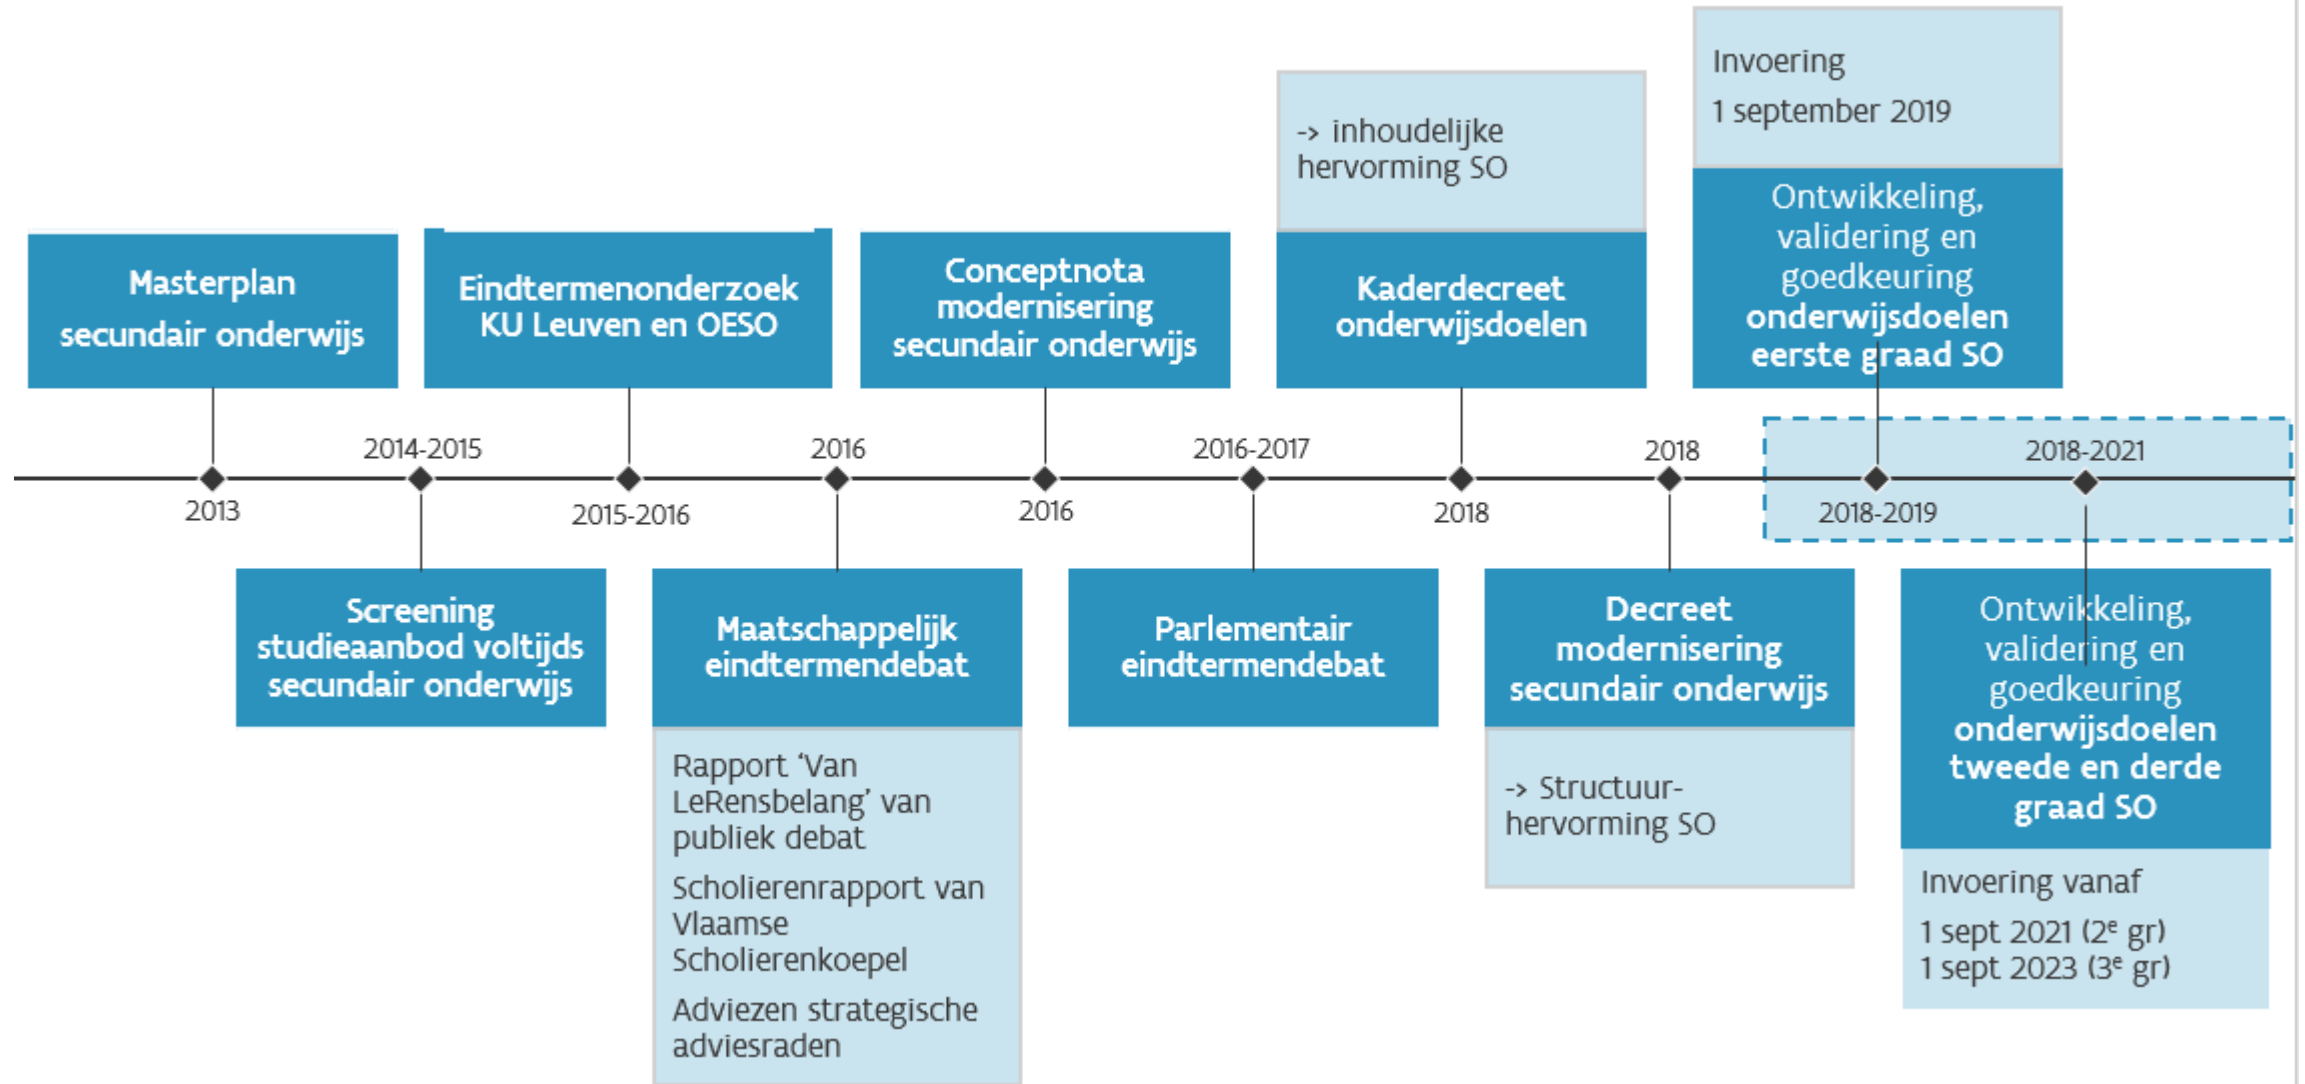 Invoering
1 september 2019
-> inhoudelijke
hervorming SO
Masterplan
secundair onderwijs
Eindtermenonderzoek
KU Leuven en OESO
Conceptnota
modernisering
secundair onderwijs
Kaderdecreet
onderwijsdoelen
Ontwikkeling,
validering en
goedkeuring
onderwijsdoelen
eerste graad SO
2014-2015
2016
2016-2017
2018
2018-2021
2013
2015-2016
2016
2018
2018-2019
Screening
studieaanbod voltijds
secundair onderwijs
Maatschappelijk
eindtermendebat
Rapport ‘Van
LeRensbelang’ van
publiek debat
Scholierenrapport van
Vlaamse
Scholierenkoepel
Adviezen strategische
adviesraden
Parlementair
eindtermendebat
Decreet
modernisering
secundair onderwijs
-> Structuur-
hervorming SO
Ontwikkeling,
validering en
goedkeuring
onderwijsdoelen
tweede en derde
graad SO
Invoering vanaf
1 sept 2021 (2ᵉ gr)
1 sept 2023 (3ᵉ gr)